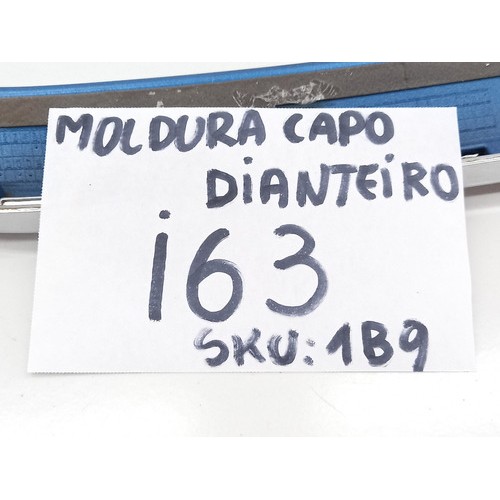 MOLDURA CAPO
DIANTEIRO
i63
SKU: 1B9